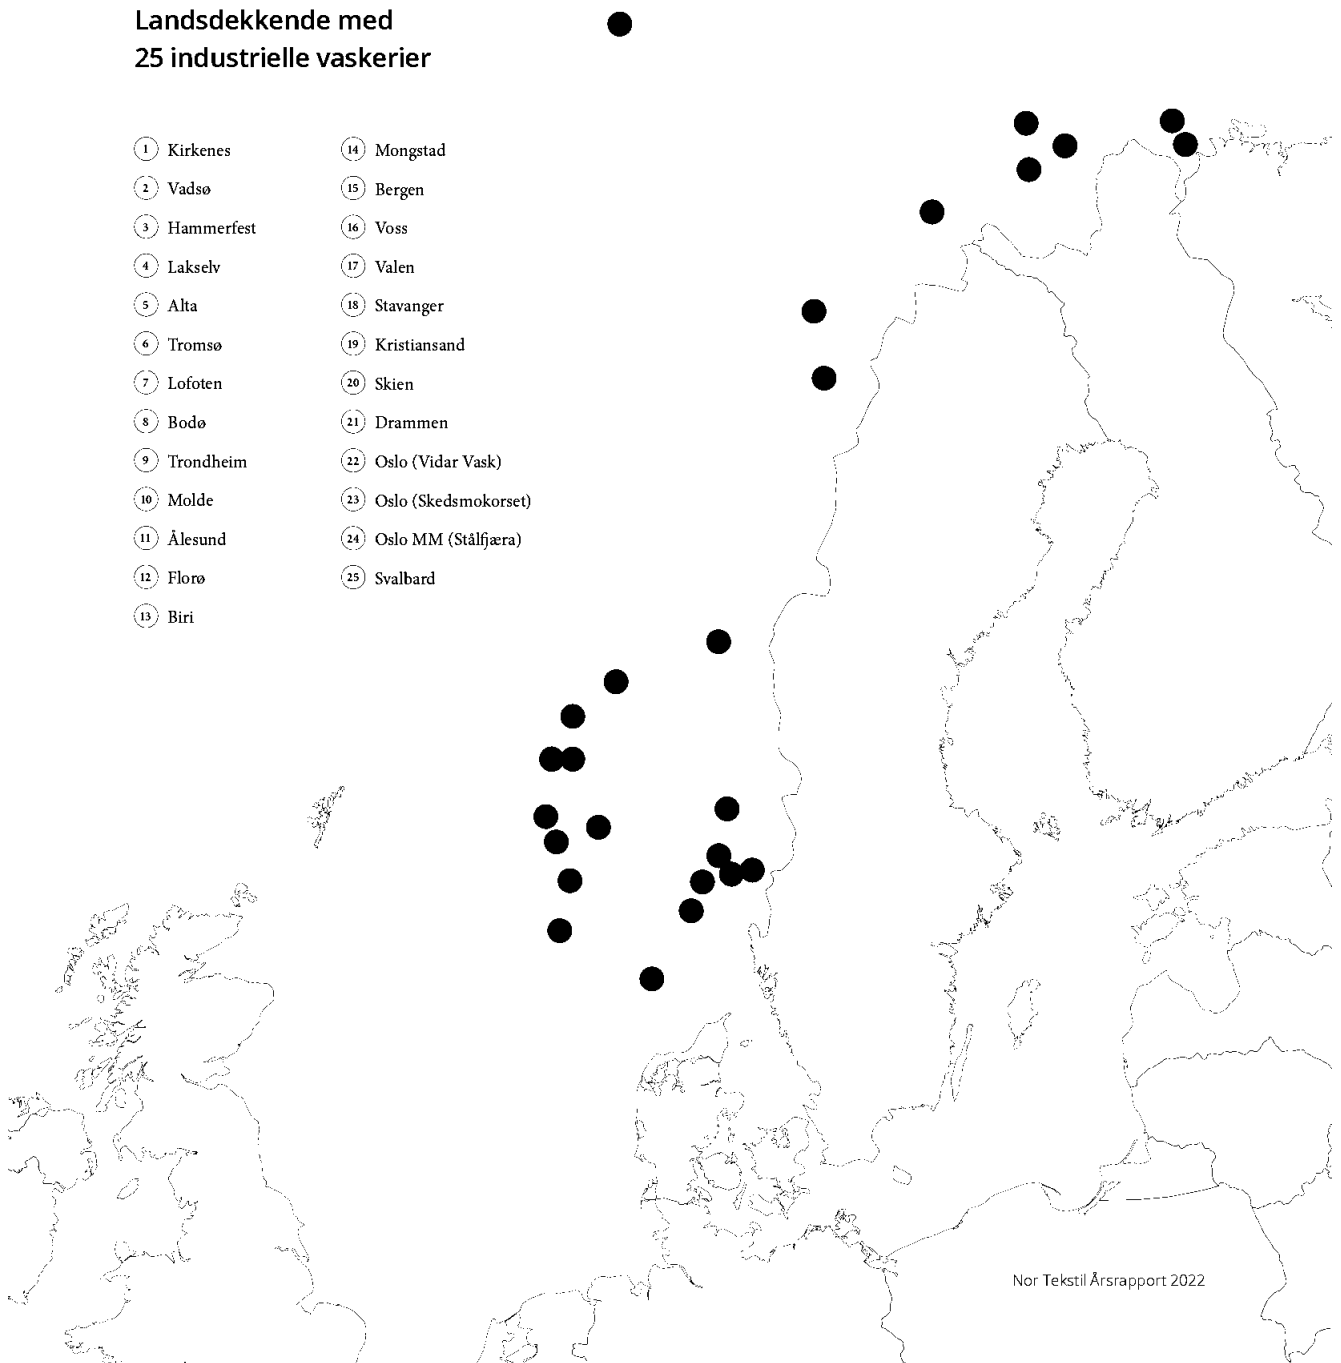 Landsdekkende med
25 industrielle vaskerier
1 Kirkenes
2 Vadsø
3 Hammerfest
4 Lakselv
5 Alta
6 Tromsø
7 Lofoten
8 Bodø
9 Trondheim
10 Molde
11 Ålesund
12 Florø
13 Biri
14 Mongstad
15 Bergen
16 Voss
17 Valen
18 Stavanger
19 Kristiansand
20 Skien
21 Drammen
22 Oslo (Vidar Vask)
23 Oslo (Skedsmokorset)
24 Oslo MM (Stålfjæra)
25 Svalbard
Nor Tekstil Årsrapport 2022